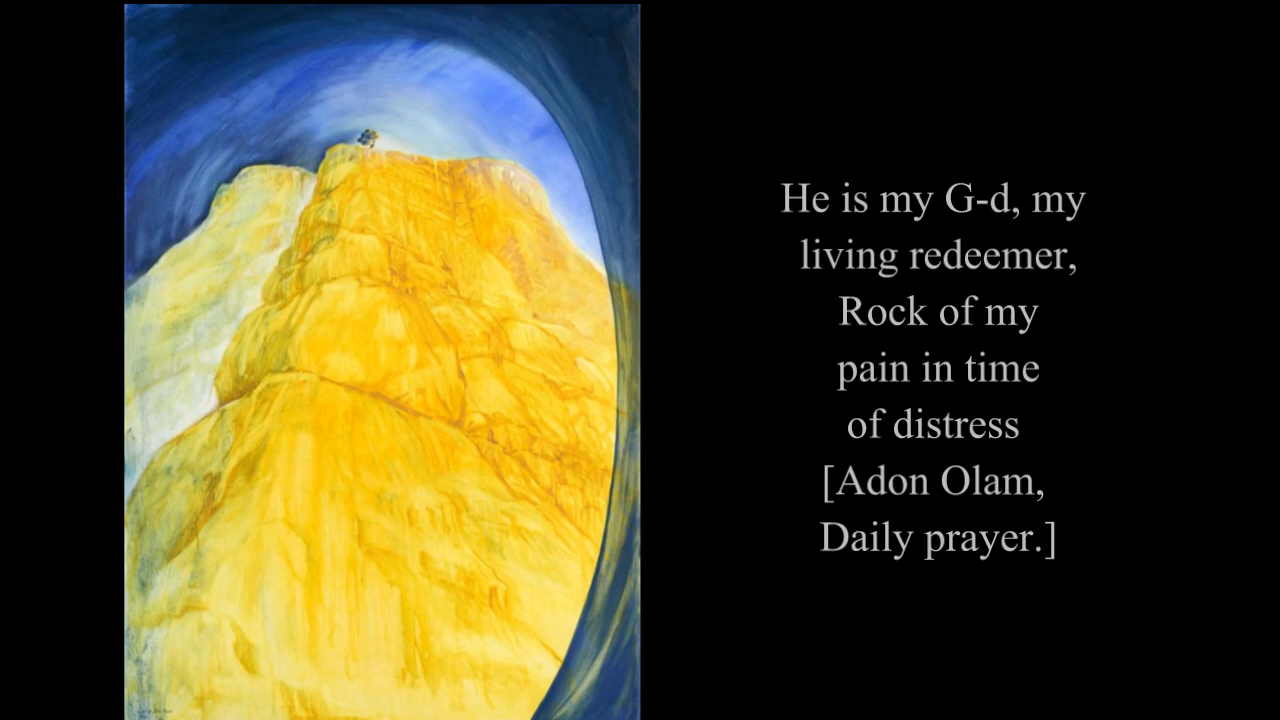 He is my G-d, my
living redeemer,
Rock of my
pain in time
of distress
[Adon Olam,
Daily prayer.]